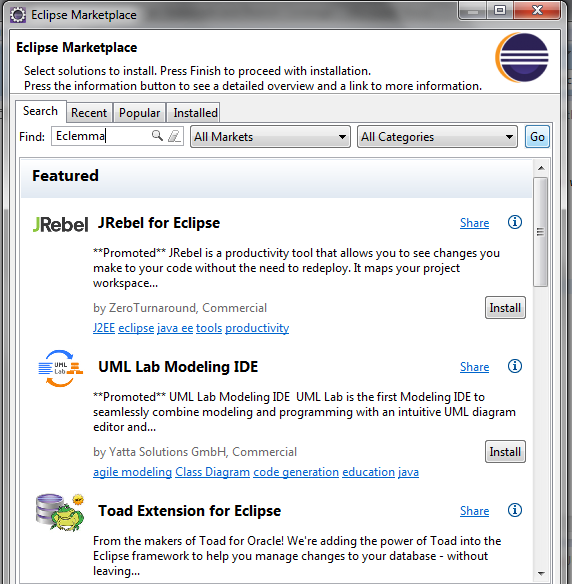 Eclipse Marketplace
Eclipse Marketplace
Select solutions to install. Press Finish to proceed with installation.
Press the information button to see a detailed overview and a link to more information.
Search Recent Popular Installed
Find: Eclemma All Markets All Categories Go
Featured
JRebel JRebel for Eclipse Share
**Promoted** JRebel is a productivity tool that allows you to see changes you
make to your code without the need to redeploy. It maps your project
workspace...
by ZeroTurnaround, Commercial Install
J2EE eclipse java ee tools productivity
UML Lab UML Lab Modeling IDE Share
**Promoted** UML Lab Modeling IDE UML Lab is the first Modeling IDE to
seamlessly combine modeling and programming with an intuitive UML diagram
editor and...
by Yatta Solutions GmbH, Commercial Install
agile modeling Class Diagram code generation education java
Toad Extension for Eclipse Share
From the makers of Toad for Oracle! We're adding the power of Toad into the
Eclipse framework to help you manage changes to your database - without
leaving...